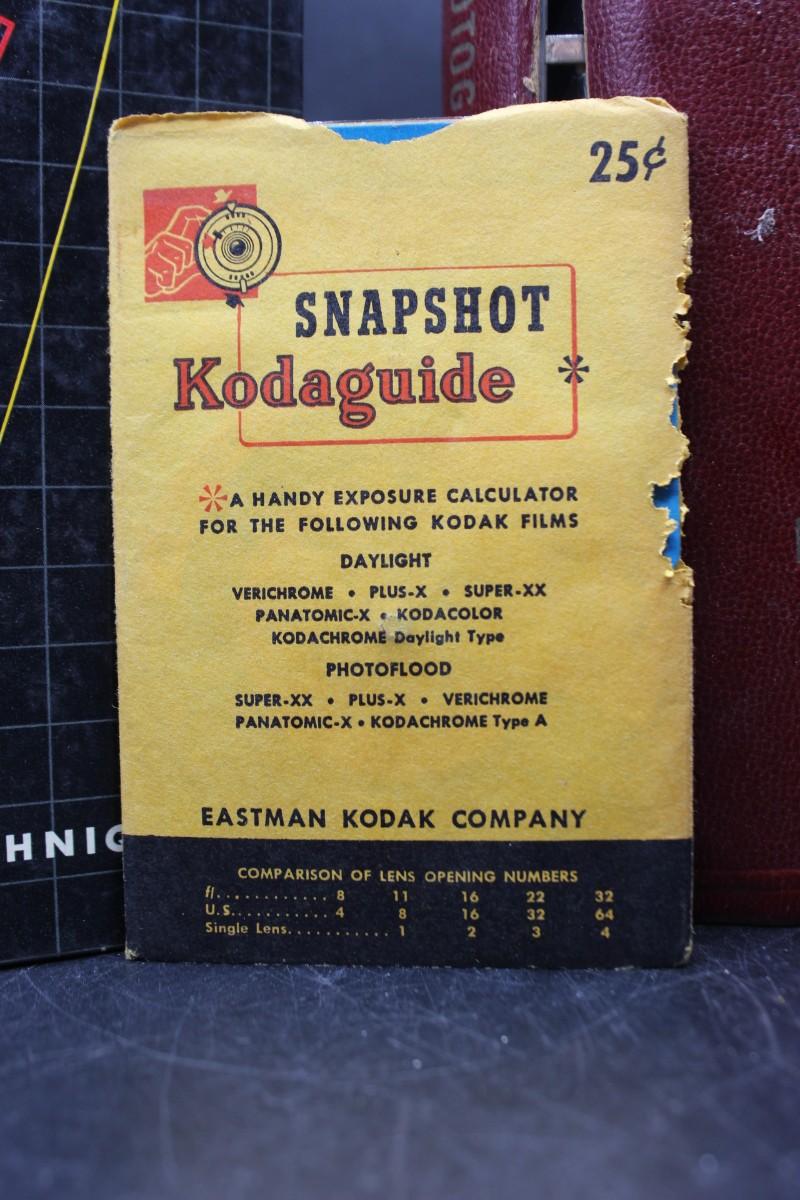 OTOG
25¢
SNAPSHOT
Kodaguide *
*A HANDY EXPOSURE CALCULATOR
FOR THE FOLLOWING KODAK FILMS
DAYLIGHT
VERICHROME • PLUS-X • SUPER-XX
PANATOMIC-X • KODACOLOR
KODACHROME Daylight Type
PHOTOFLOOD
SUPER-XX • PLUS-X • VERICHROME
PANATOMIC-X • KODACHROME Type A
EASTMAN KODAK COMPANY
HNIQ
COMPARISON OF LENS OPENING NUMBERS
f/............ 8 11 16 22 32
U.S.......... 4 8 16 32 64
Single Lens........... 1 2 3 4